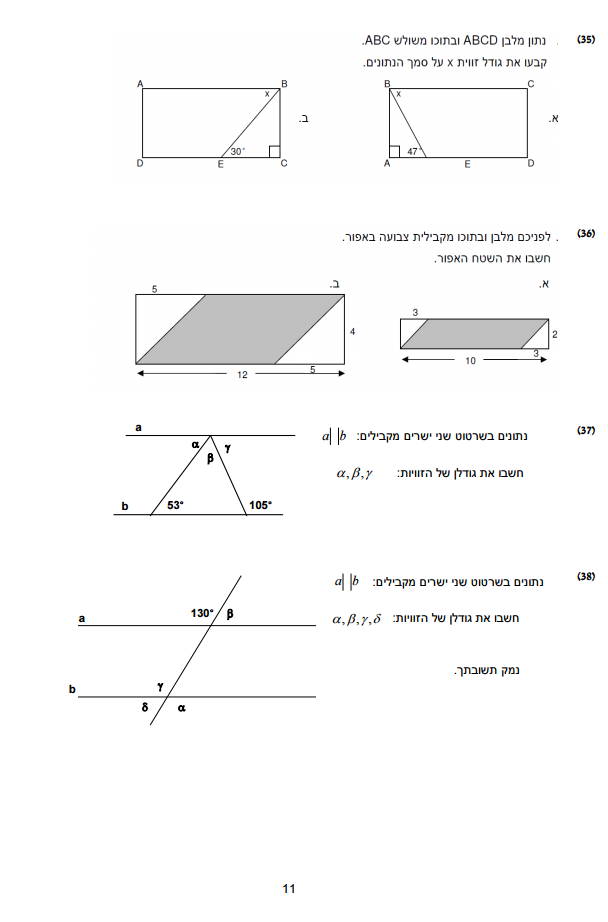 (35) . נתון מלבן ABCD ובתוכו משולש ABC.
קבעו את גודל זווית x על סמך הנתונים.
א.
B C
x
47°
A E D
ב.
A B
x
30°
D E C
(36) . לפניכם מלבן ובתוכו מקבילית צבועה באפור.
חשבו את השטח האפור.
א.
3
2
3
10
ב.
5
4
5
12
(37) נתונים בשרטוט שני ישרים מקבילים: a||b
חשבו את גודלן של הזוויות: α, β, γ
a
α β γ
b 53° 105°
(38) נתונים בשרטוט שני ישרים מקבילים: a||b
חשבו את גודלן של הזוויות: α, β, γ, δ
נמק תשובתך.
130° β
a
γ
b
δ α
11